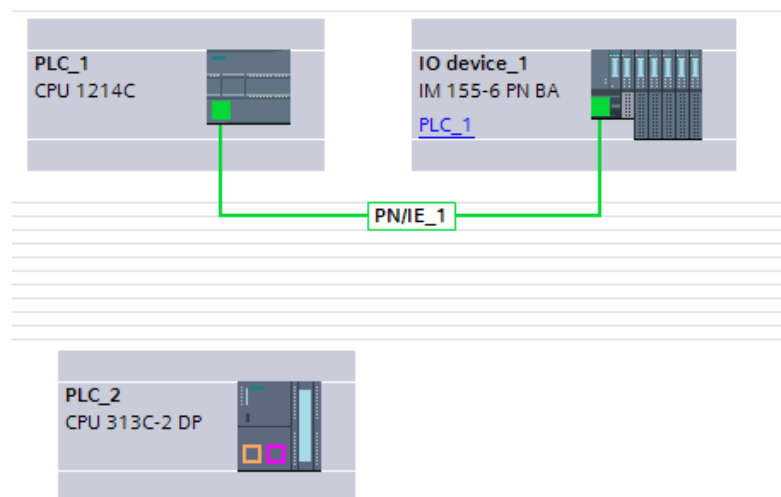 PLC_1
CPU 1214C
IO device_1
IM 155-6 PN BA
PLC_1
PN/IE_1
PLC_2
CPU 313C-2 DP